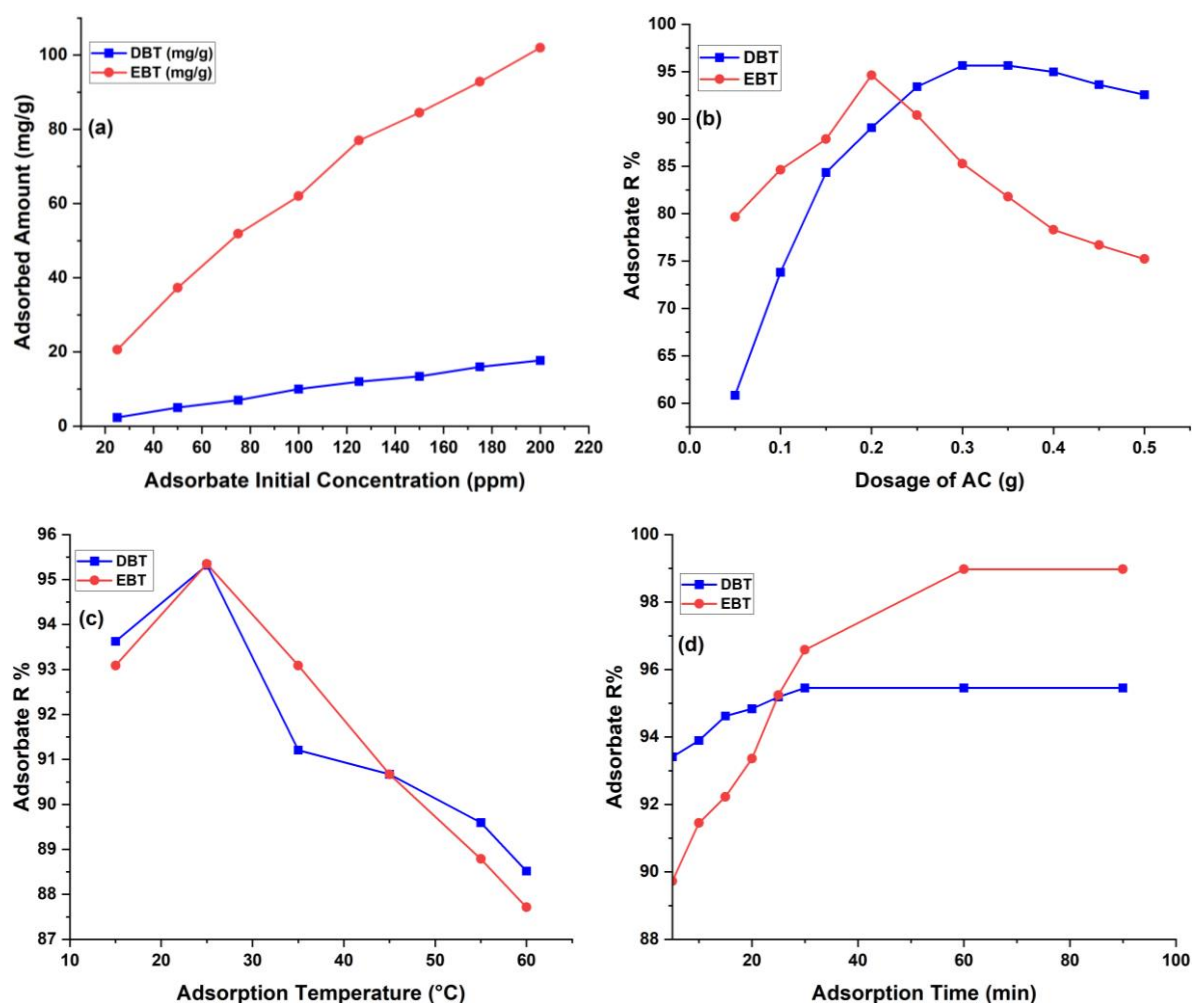 DBT (mg/g)
EBT (mg/g)
(a)
Adsorbed Amount (mg/g)
100
80
60
40
20
0
20 40 60 80 100 120 140 160 180 200 220
Adsorbate Initial Concentration (ppm)
DBT
EBT
(b)
Adsorbate R %
100
95
90
85
80
75
70
65
60
0.0 0.1 0.2 0.3 0.4 0.5
Dosage of AC (g)
DBT
EBT
(c)
Adsorbate R %
96
95
94
93
92
91
90
89
88
87
10 20 30 40 50 60
Adsorption Temperature (°C)
DBT
EBT
(d)
Adsorbate R%
100
98
96
94
92
90
88
20 40 60 80 100
Adsorption Time (min)